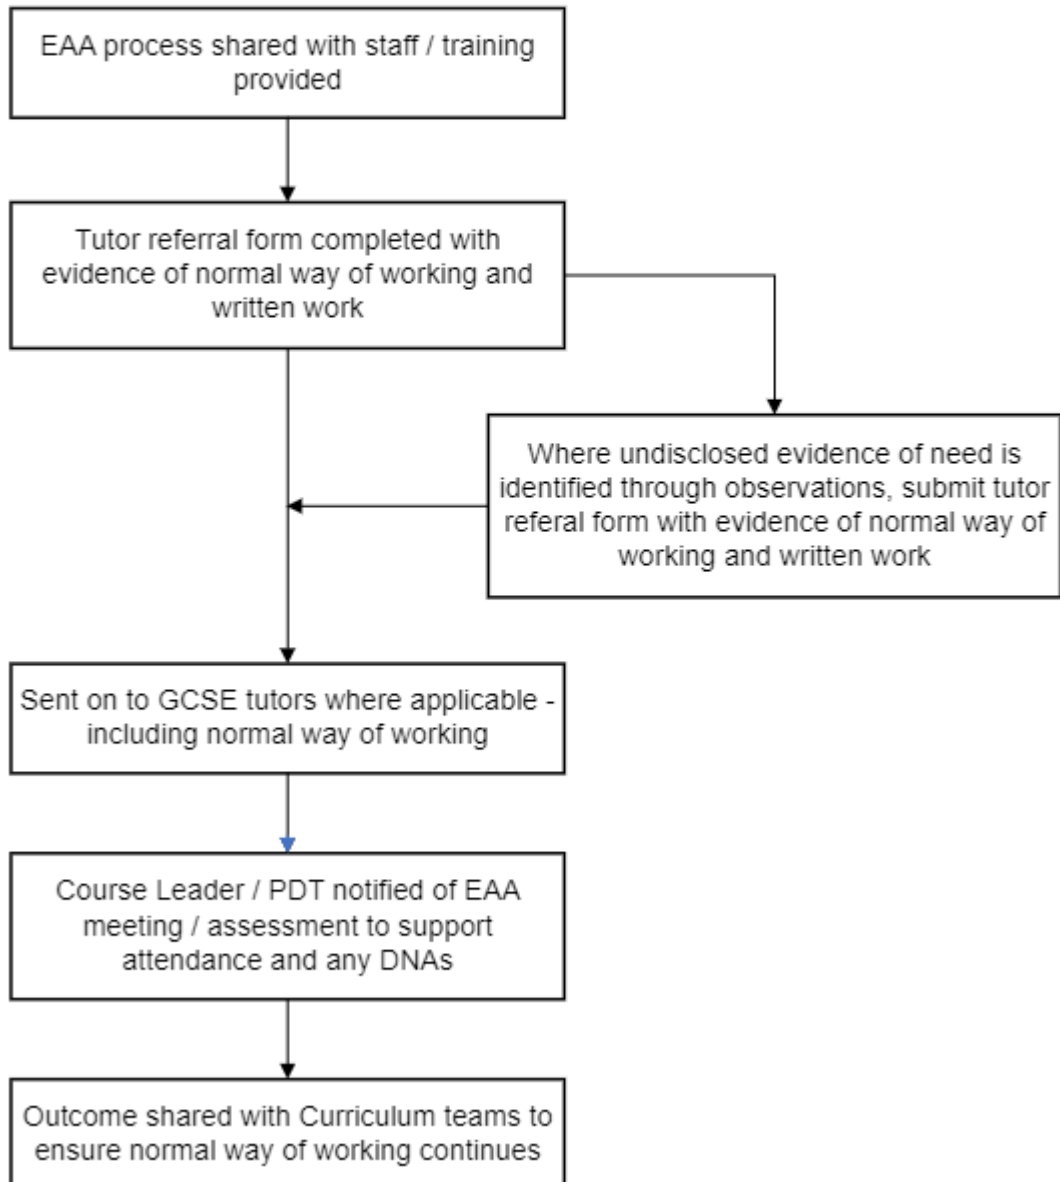 EAA process shared with staff / training
provided
Tutor referral form completed with
evidence of normal way of working and
written work
Where undisclosed evidence of need is
identified through observations, submit tutor
referal form with evidence of normal way of
working and written work
Sent on to GCSE tutors where applicable -
including normal way of working
Course Leader / PDT notified of EAA
meeting / assessment to support
attendance and any DNAs
Outcome shared with Curriculum teams to
ensure normal way of working continues